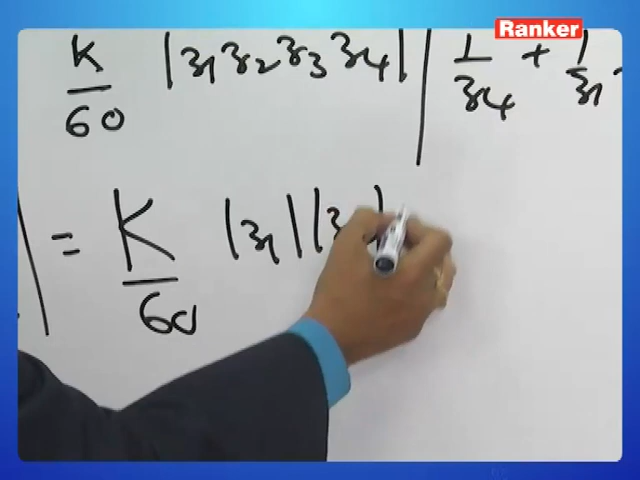 Ranker
K/60 |z₁z₂z₃z₄| | 1/z₄ + 1/z₁
| = K/60 |z₁| |z